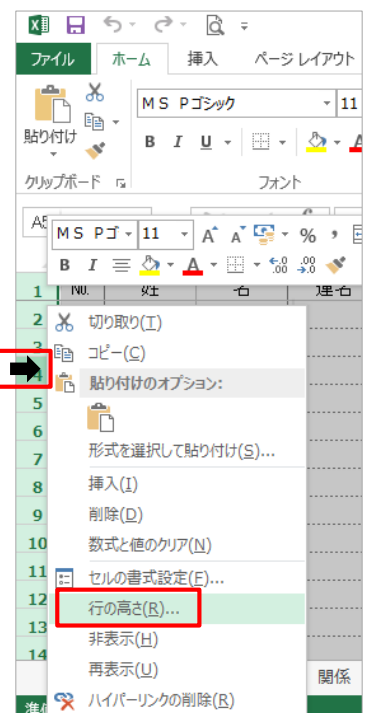 ファイル ホーム 挿入 ページ レイアウト
ＭＳ Ｐゴシック 11
貼り付け B I U A
クリップボード フォント
ＭＳ Ｐゴ 11 A A % ,
B I A .00 .0
1 No. 姓 名 連名
2 切り取り(T)
3 コピー(C)
4 貼り付けのオプション:
5
6
7 形式を選択して貼り付け(S)...
8 挿入(I)
9 削除(D)
10 数式と値のクリア(N)
11 セルの書式設定(F)...
12 行の高さ(R)...
13 非表示(H)
14 再表示(U) 関係
ハイパーリンクの削除(R)